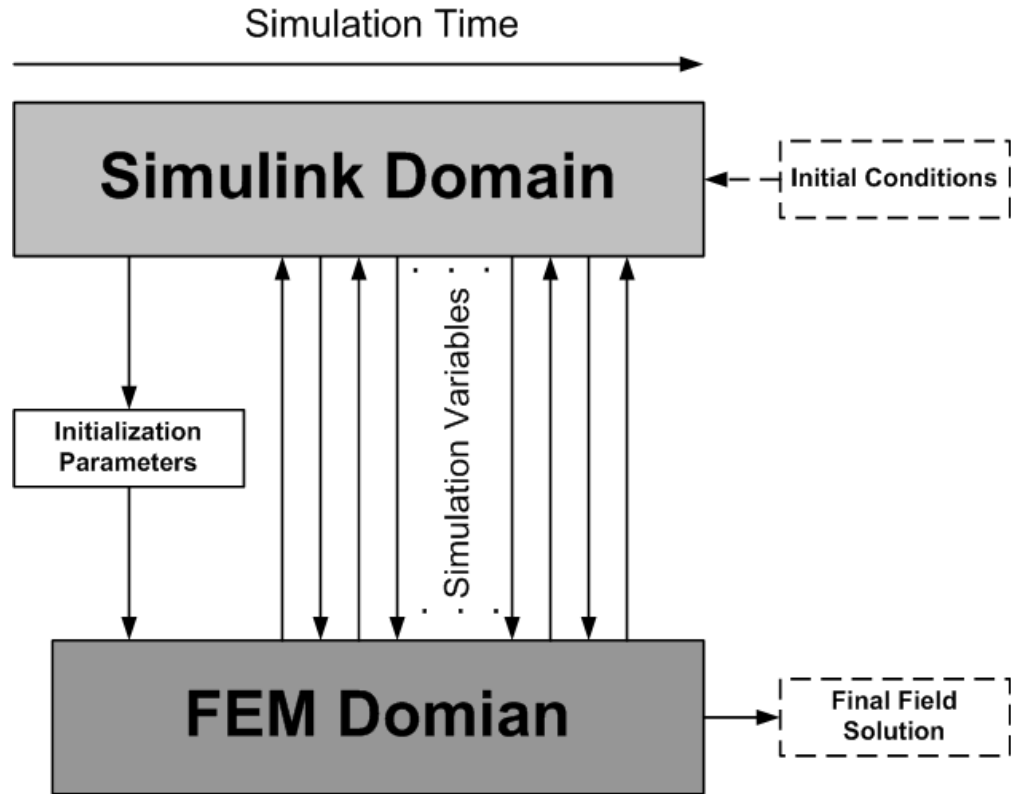 Simulation Time
Simulink Domain
Initial Conditions
Simulation Variables
Initialization
Parameters
FEM Domian
Final Field
Solution